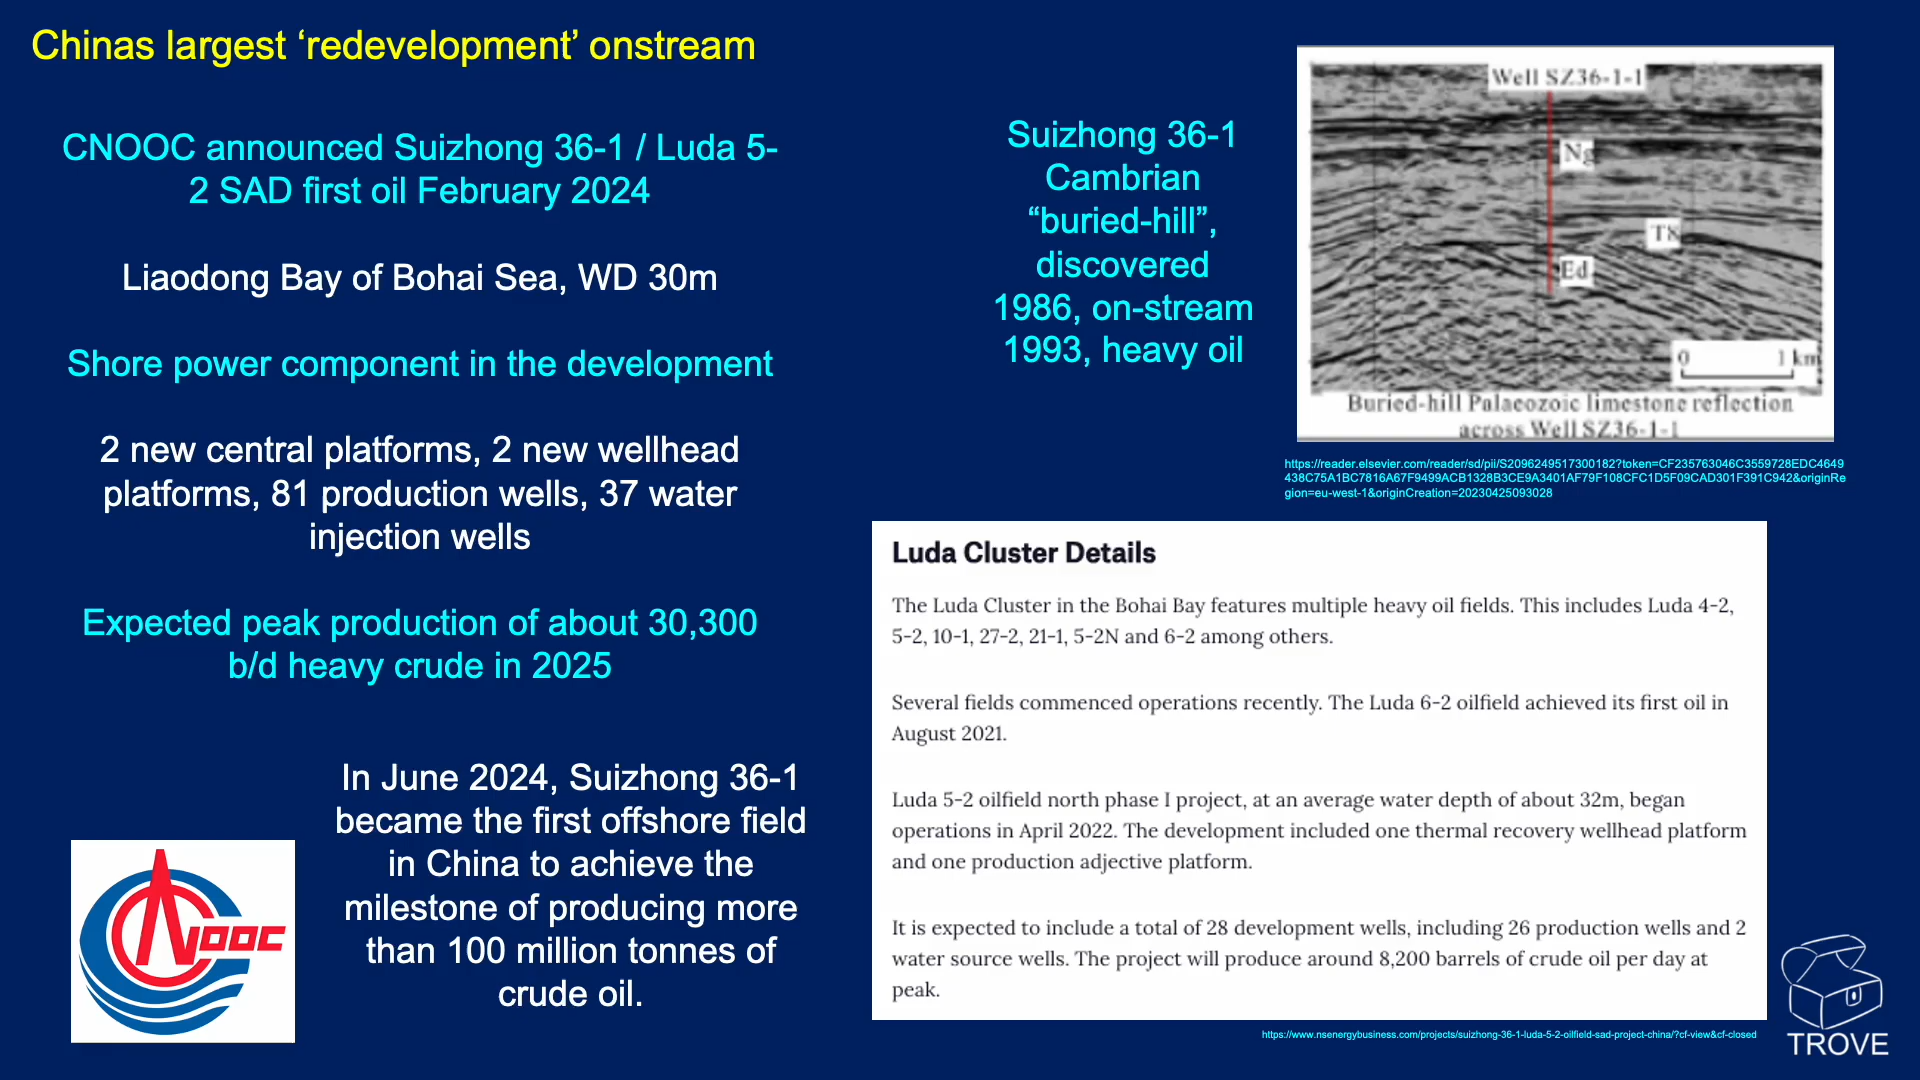 Chinas largest ‘redevelopment’ onstream
CNOOC announced Suizhong 36-1 / Luda 5-
2 SAD first oil February 2024
Liaodong Bay of Bohai Sea, WD 30m
Shore power component in the development
2 new central platforms, 2 new wellhead
platforms, 81 production wells, 37 water
injection wells
Expected peak production of about 30,300
b/d heavy crude in 2025
In June 2024, Suizhong 36-1
became the first offshore field
in China to achieve the
milestone of producing more
than 100 million tonnes of
crude oil.
CNOOC
Suizhong 36-1
Cambrian
“buried-hill”,
discovered
1986, on-stream
1993, heavy oil
Well SZ36-1-1
Ng
T8
Ed
0 1 km
Buried-hill Palaeozoic limestone reflection
across Well SZ36-1-1
https://reader.elsevier.com/reader/sd/pii/S2096249517300182?token=CF235763046C3559728EDC4649
438C75A1BC7816A67F9499ACB1328B3CE9A3401AF79F108CFC1D5F09CAD301F391C942&originRe
gion=eu-west-1&originCreation=20230425093028
Luda Cluster Details
The Luda Cluster in the Bohai Bay features multiple heavy oil fields. This includes Luda 4-2,
5-2, 10-1, 27-2, 21-1, 5-2N and 6-2 among others.
Several fields commenced operations recently. The Luda 6-2 oilfield achieved its first oil in
August 2021.
Luda 5-2 oilfield north phase I project, at an average water depth of about 32m, began
operations in April 2022. The development included one thermal recovery wellhead platform
and one production adjective platform.
It is expected to include a total of 28 development wells, including 26 production wells and 2
water source wells. The project will produce around 8,200 barrels of crude oil per day at
peak.
https://www.nsenergybusiness.com/projects/suizhong-36-1-luda-5-2-oilfield-sad-project-china/?cf-view&cf-closed
TROVE